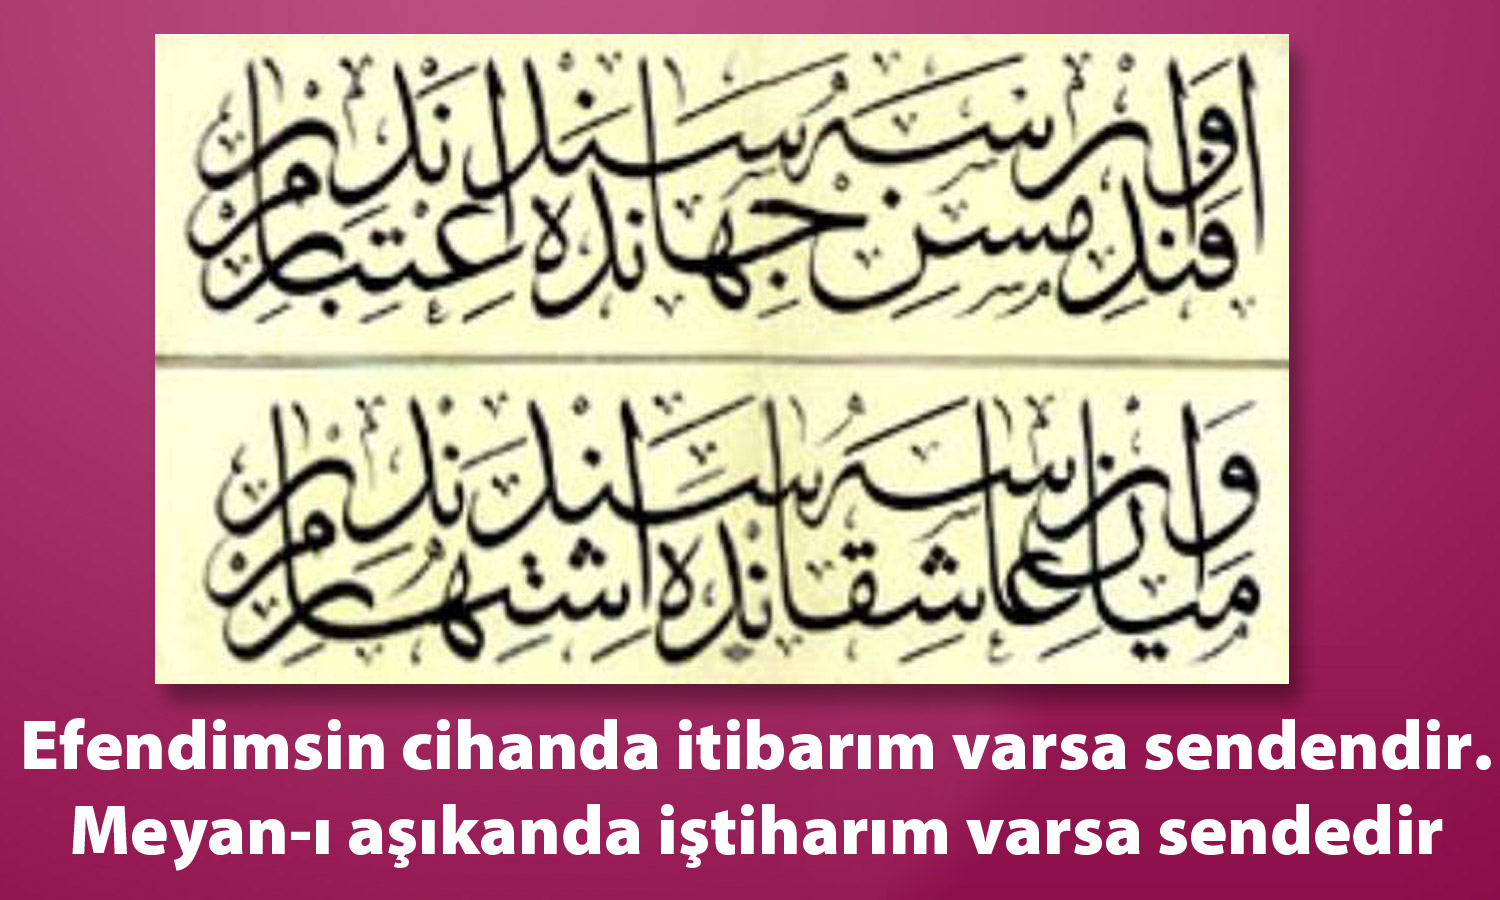 افندمسن جهانده اعتبارم وارسه سندندر
ميان عاشقانده اشتهارم وارسه سندندر
Efendimsin cihanda itibarım varsa sendendir.
Meyan-ı aşıkanda iştiharım varsa sendedir